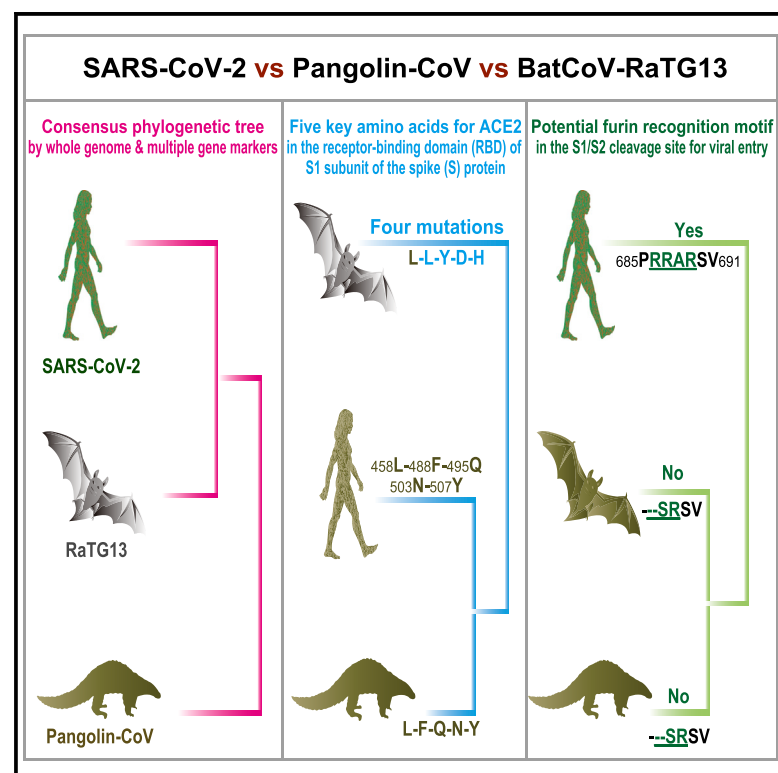 SARS-CoV-2 vs Pangolin-CoV vs BatCoV-RaTG13
Consensus phylogenetic tree
by whole genome & multiple gene markers
SARS-CoV-2
RaTG13
Pangolin-CoV
Five key amino acids for ACE2
in the receptor-binding domain (RBD) of
S1 subunit of the spike (S) protein
Four mutations
L-L-Y-D-H
458L-488F-495Q
503N-507Y
L-F-Q-N-Y
Potential furin recognition motif
in the S1/S2 cleavage site for viral entry
Yes
685PRRARSV691
No
---SRSV
No
---SRSV